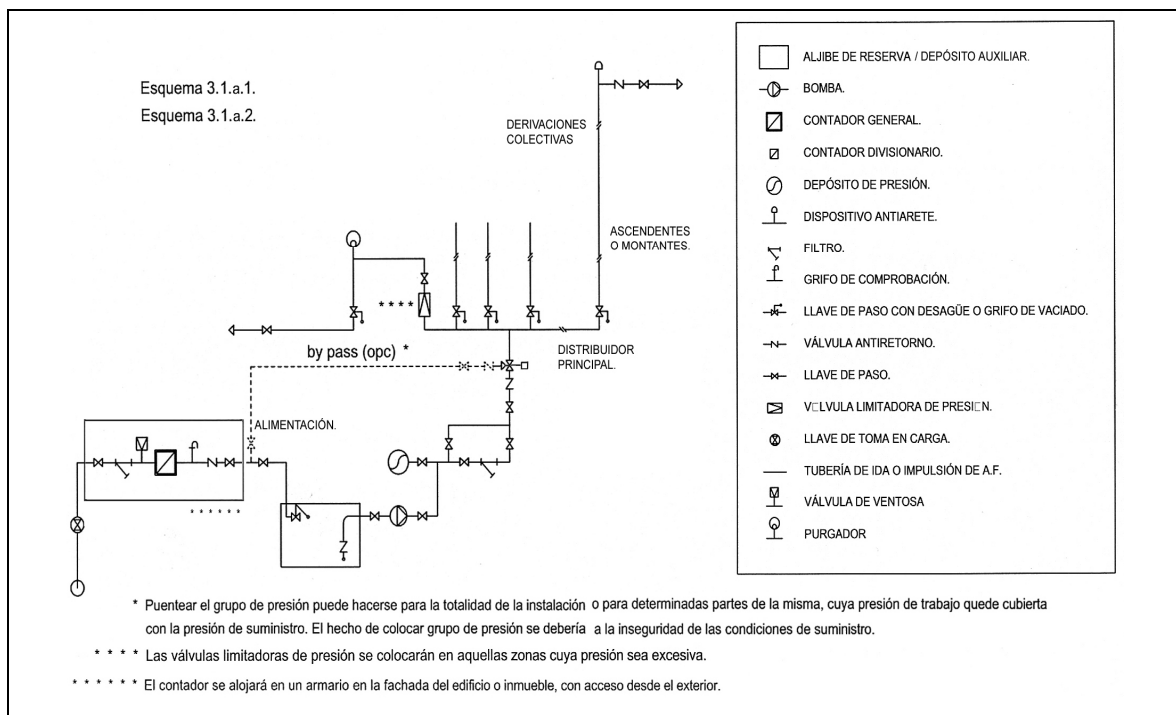 Esquema 3.1.a.1.
Esquema 3.1.a.2.
DERIVACIONES
COLECTIVAS
ASCENDENTES
O MONTANTES.
* * * *
by pass (opc) *
DISTRIBUIDOR
PRINCIPAL.
ALIMENTACIÓN.
* * * * * *
ALJIBE DE RESERVA / DEPÓSITO AUXILIAR.
BOMBA.
CONTADOR GENERAL.
CONTADOR DIVISIONARIO.
DEPÓSITO DE PRESIÓN.
DISPOSITIVO ANTIARETE.
FILTRO.
GRIFO DE COMPROBACIÓN.
LLAVE DE PASO CON DESAGÜE O GRIFO DE VACIADO.
VÁLVULA ANTIRETORNO.
LLAVE DE PASO.
V□LVULA LIMITADORA DE PRESI□N.
LLAVE DE TOMA EN CARGA.
TUBERÍA DE IDA O IMPULSIÓN DE A.F.
VÁLVULA DE VENTOSA
PURGADOR
* Puentear el grupo de presión puede hacerse para la totalidad de la instalación o para determinadas partes de la misma, cuya presión de trabajo quede cubierta
con la presión de suministro. El hecho de colocar grupo de presión se debería a la inseguridad de las condiciones de suministro.
* * * * Las válvulas limitadoras de presión se colocarán en aquellas zonas cuya presión sea excesiva.
* * * * * * El contador se alojará en un armario en la fachada del edificio o inmueble, con acceso desde el exterior.